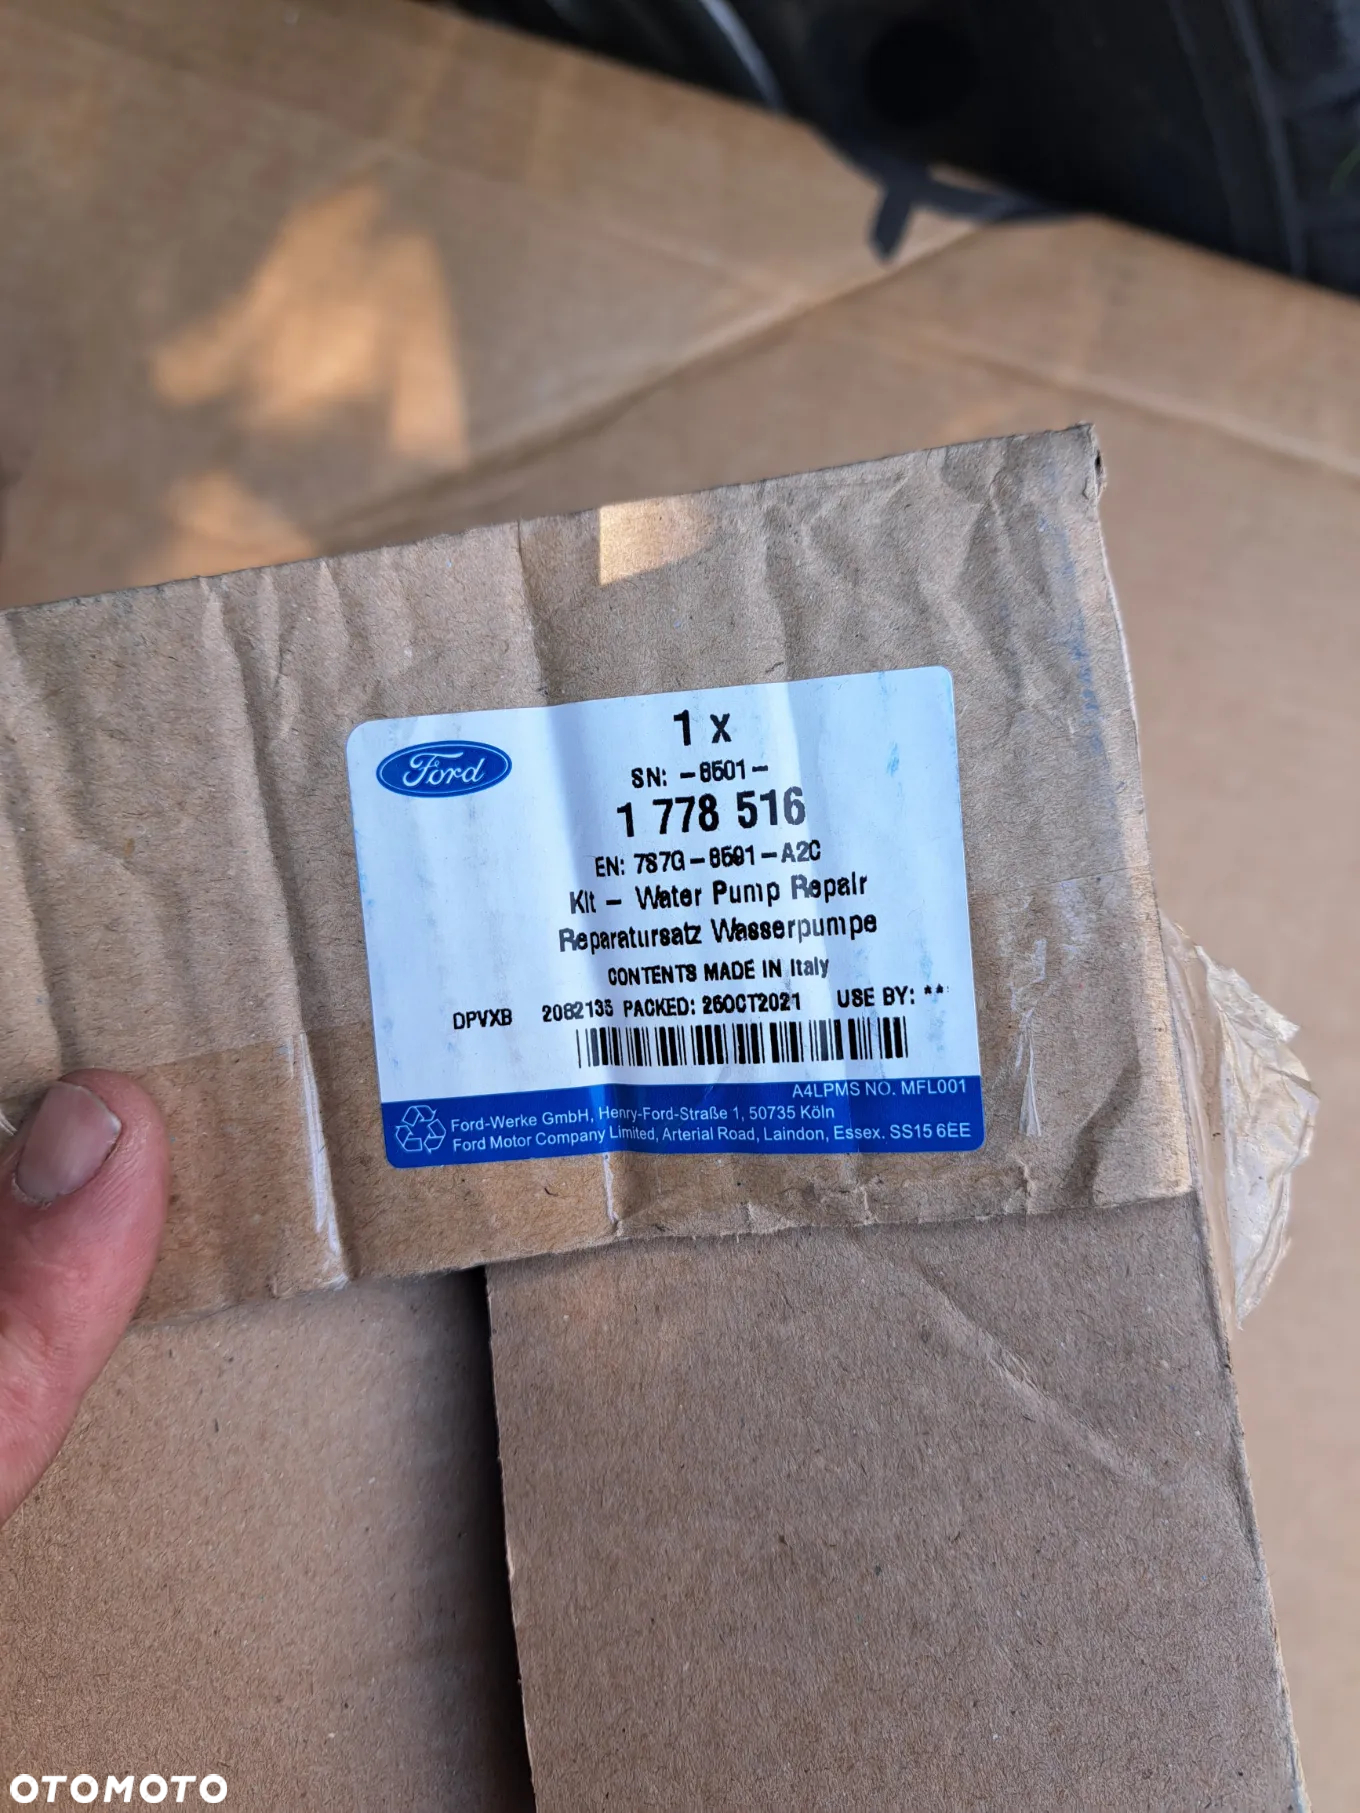 Ford
1 x
SN: -8501-
1 778 516
EN: 7S7G-8591-A2C
Kit - Water Pump Repair
Reparatursatz Wasserpumpe
CONTENTS MADE IN Italy
DPVXB 2082135 PACKED: 26OCT2021 USE BY: **
A4LPMS NO. MFL001
Ford-Werke GmbH, Henry-Ford-Straße 1, 50735 Köln
Ford Motor Company Limited, Arterial Road, Laindon, Essex. SS15 6EE
OTOMOTO